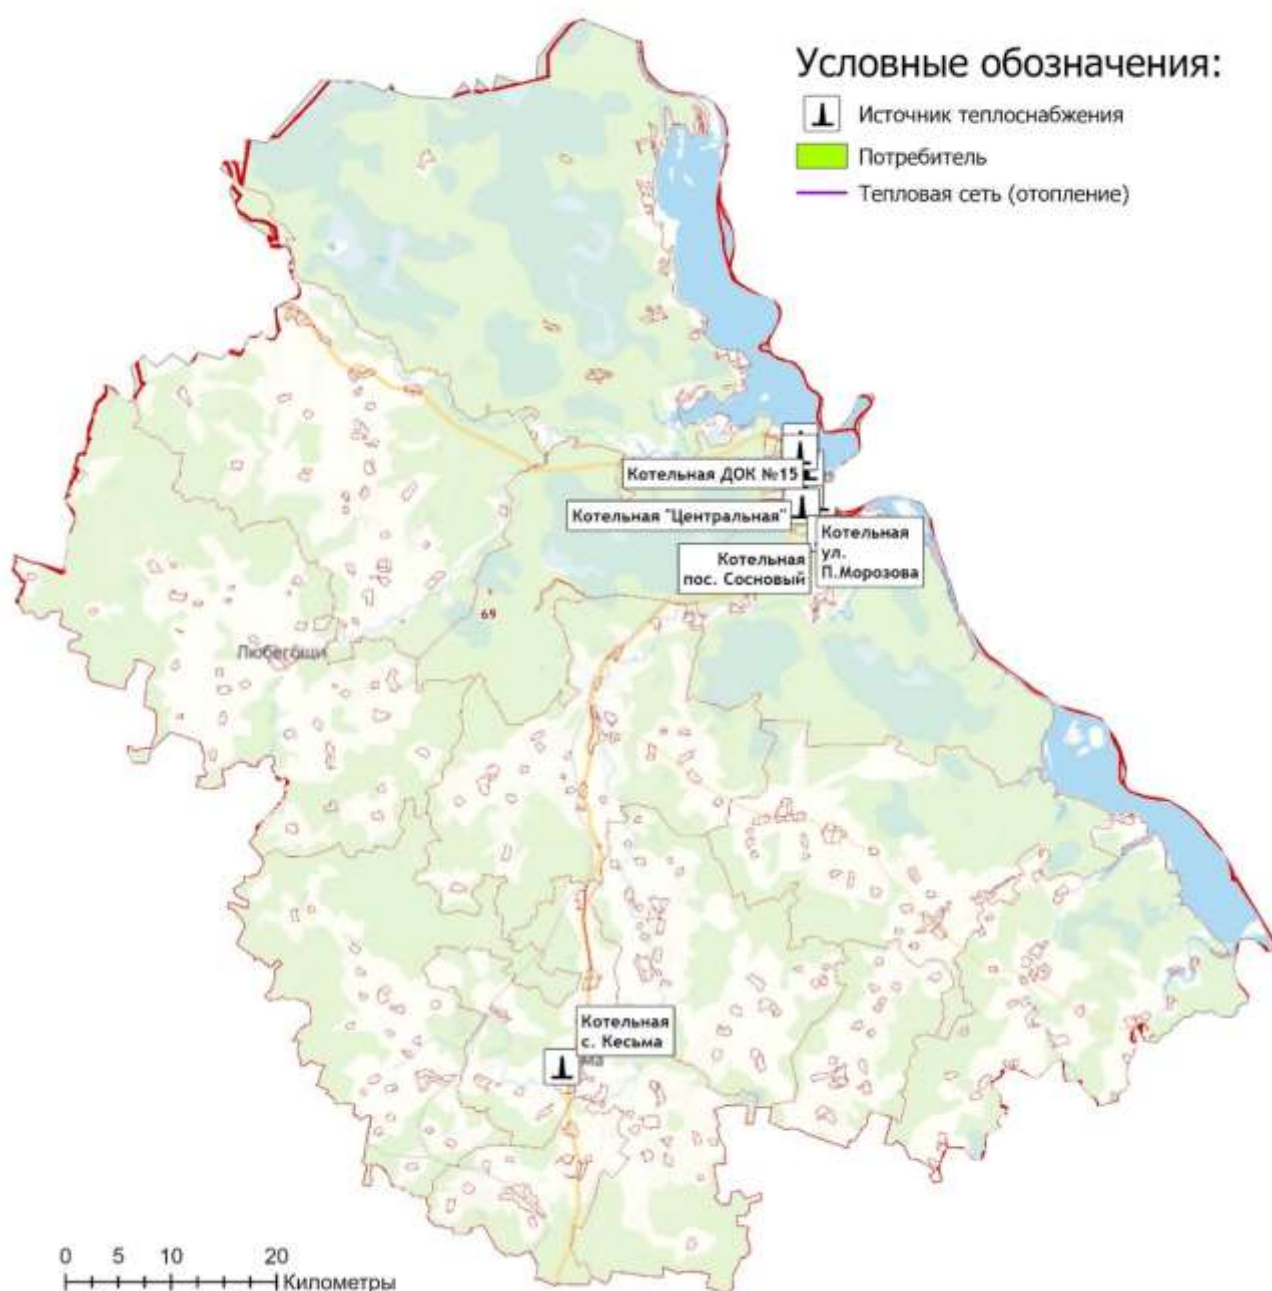 Условные обозначения:
Источник теплоснабжения
Потребитель
Тепловая сеть (отопление)
Котельная ДОК №15
Котельная "Центральная"
Котельная
ул.
П.Морозова
Котельная
пос. Сосновый
69
Любегощи
Котельная
с. Кесьма
ма
0 5 10 20
Километры